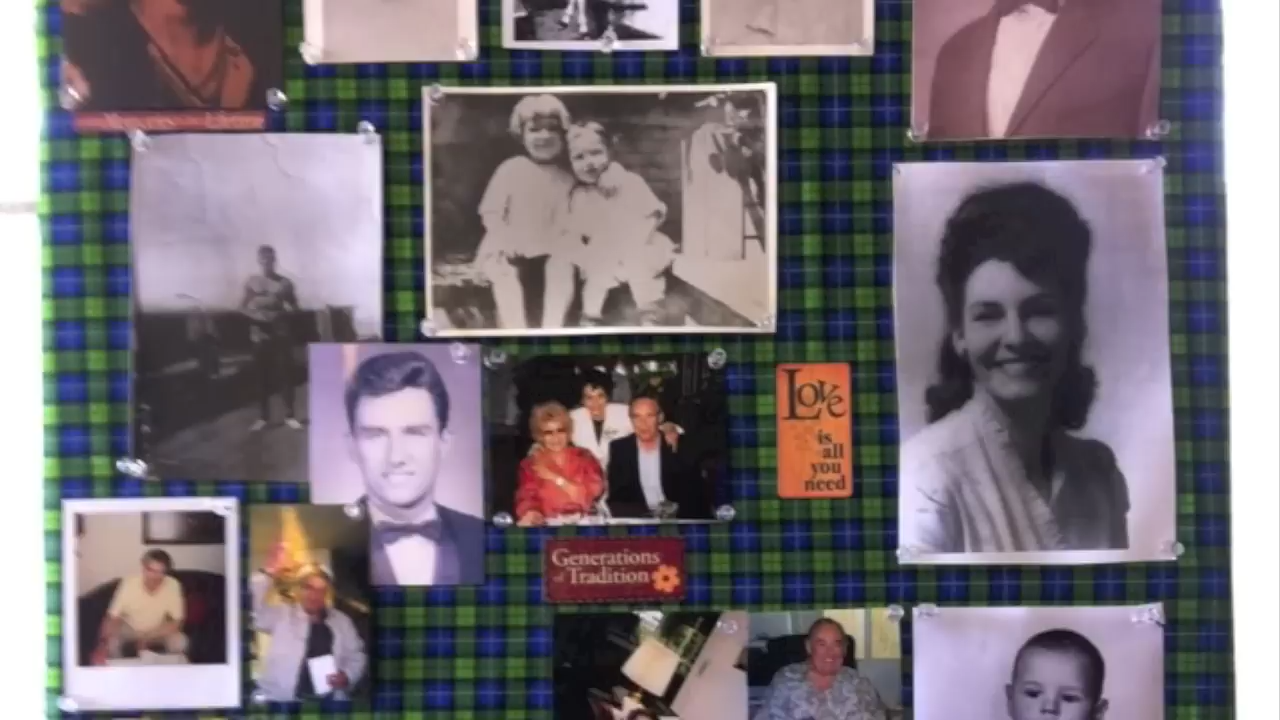 Love
is
all
you
need
Generations
of Tradition